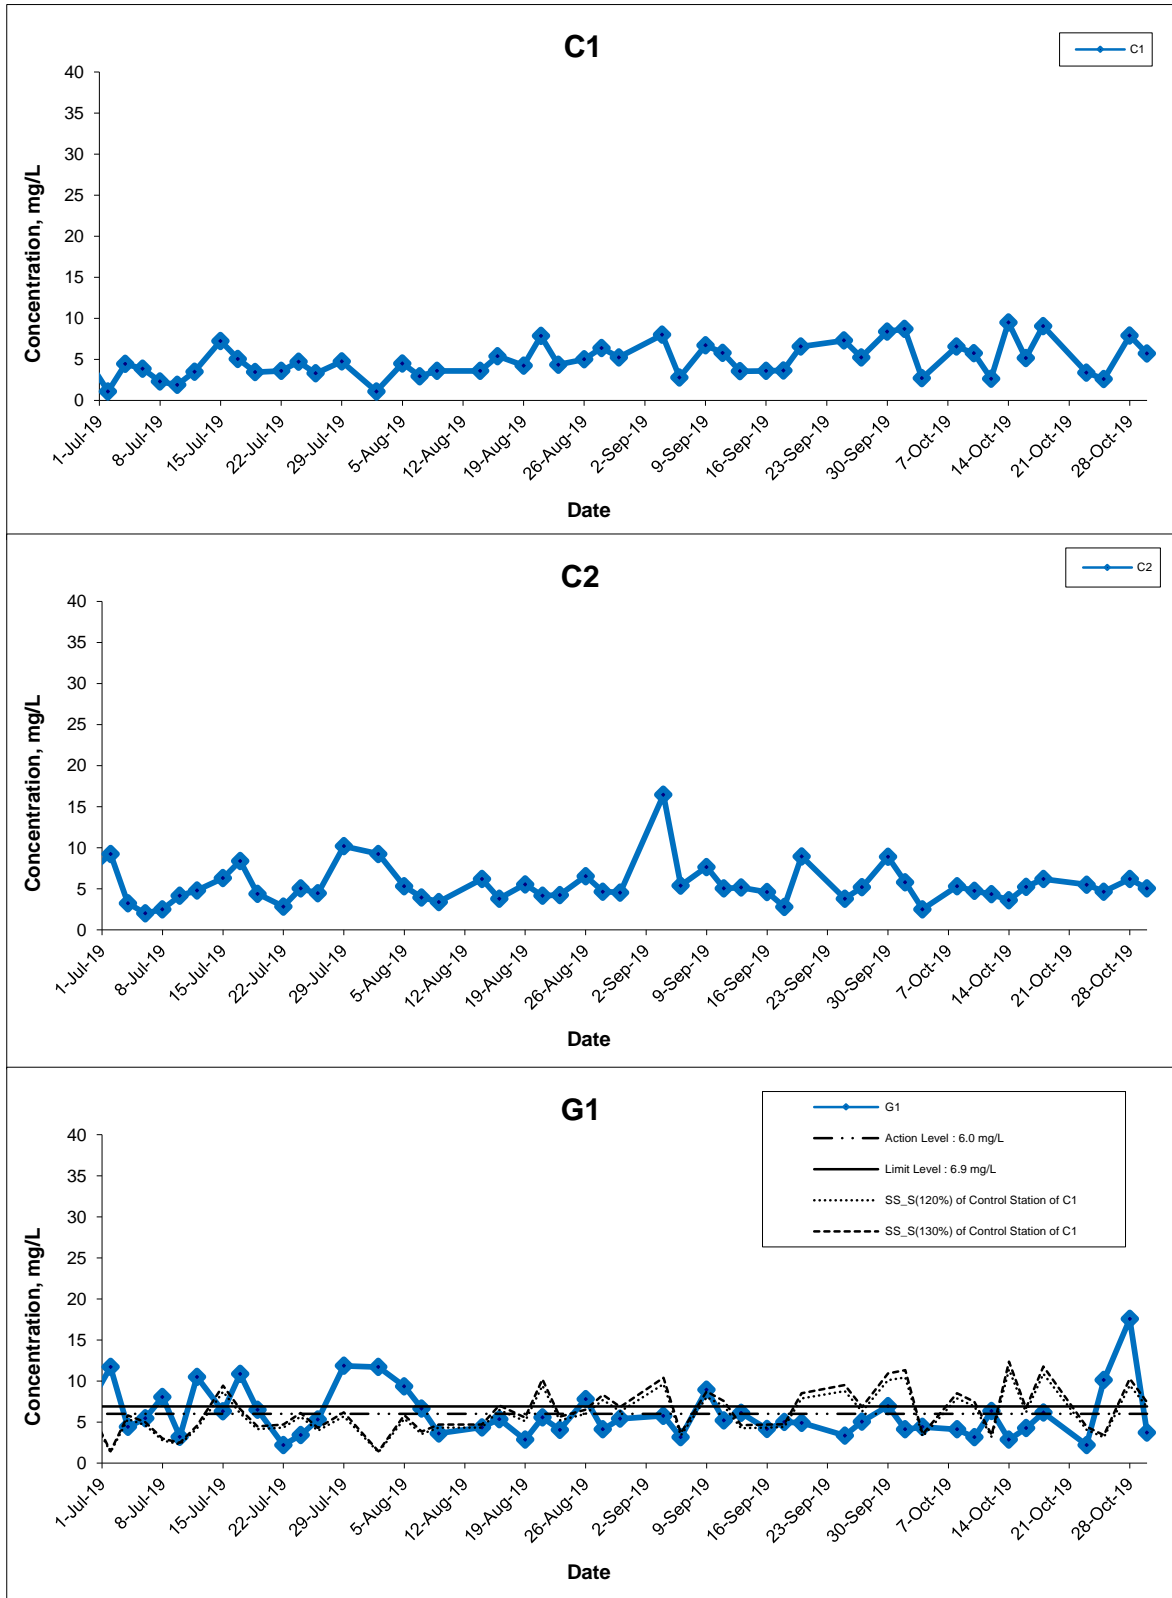 C1
C1
40
35
30
25
20
15
10
5
0
Concentration, mg/L
1-Jul-19
8-Jul-19
15-Jul-19
22-Jul-19
29-Jul-19
5-Aug-19
12-Aug-19
19-Aug-19
26-Aug-19
2-Sep-19
9-Sep-19
16-Sep-19
23-Sep-19
30-Sep-19
7-Oct-19
14-Oct-19
21-Oct-19
28-Oct-19
Date
C2
C2
40
35
30
25
20
15
10
5
0
Concentration, mg/L
1-Jul-19
8-Jul-19
15-Jul-19
22-Jul-19
29-Jul-19
5-Aug-19
12-Aug-19
19-Aug-19
26-Aug-19
2-Sep-19
9-Sep-19
16-Sep-19
23-Sep-19
30-Sep-19
7-Oct-19
14-Oct-19
21-Oct-19
28-Oct-19
Date
G1
G1
Action Level : 6.0 mg/L
Limit Level : 6.9 mg/L
SS_S(120%) of Control Station of C1
SS_S(130%) of Control Station of C1
40
35
30
25
20
15
10
5
0
Concentration, mg/L
1-Jul-19
8-Jul-19
15-Jul-19
22-Jul-19
29-Jul-19
5-Aug-19
12-Aug-19
19-Aug-19
26-Aug-19
2-Sep-19
9-Sep-19
16-Sep-19
23-Sep-19
30-Sep-19
7-Oct-19
14-Oct-19
21-Oct-19
28-Oct-19
Date